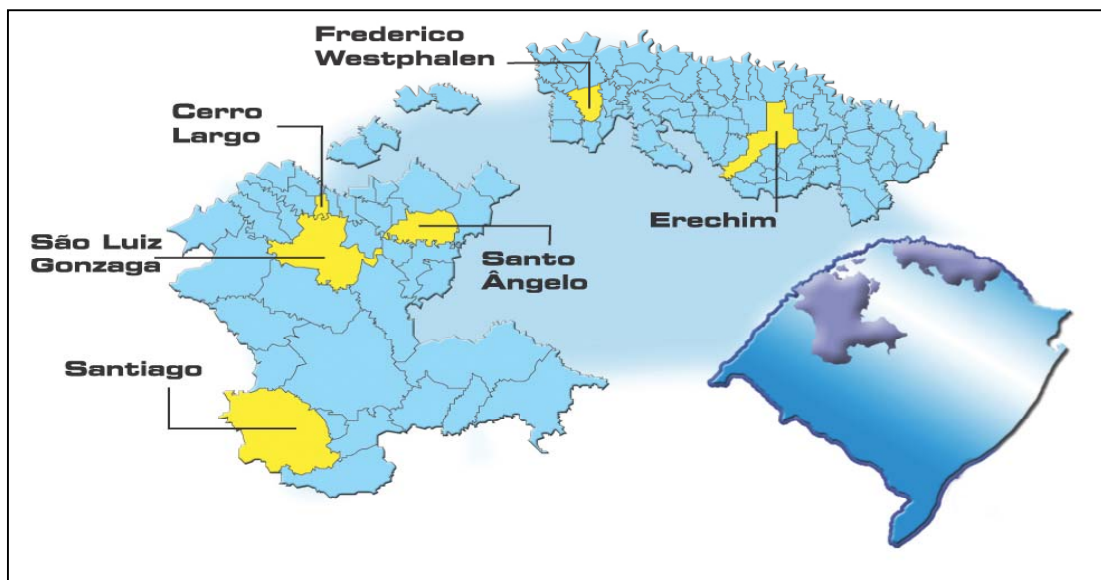 Frederico
Westphalen
Cerro
Largo
São Luiz
Gonzaga
Santo
Ângelo
Erechim
Santiago